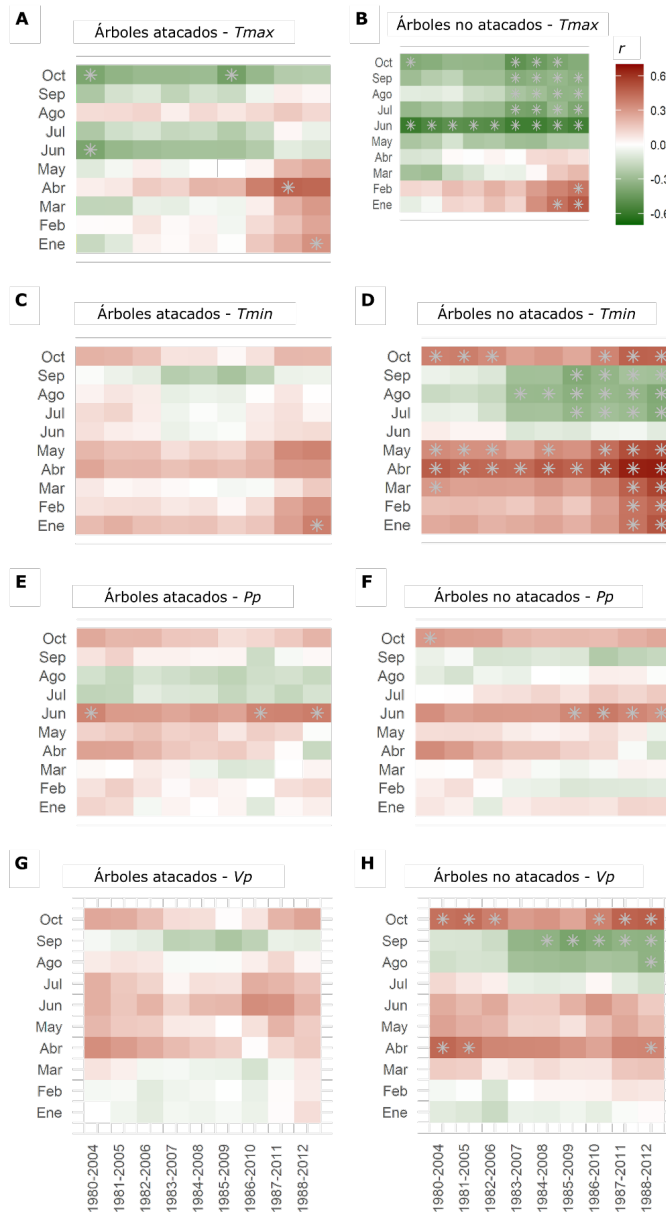 A
Árboles atacados - Tmax
B
Árboles no atacados - Tmax
r
Oct
Sep
Ago
Jul
Jun
May
Abr
Mar
Feb
Ene
Oct
Sep
Ago
Jul
Jun
May
Abr
Mar
Feb
Ene
0.6
0.3
0.0
-0.3
-0.6
C
Árboles atacados - Tmin
D
Árboles no atacados - Tmin
Oct
Sep
Ago
Jul
Jun
May
Abr
Mar
Feb
Ene
Oct
Sep
Ago
Jul
Jun
May
Abr
Mar
Feb
Ene
E
Árboles atacados - Pp
F
Árboles no atacados - Pp
Oct
Sep
Ago
Jul
Jun
May
Abr
Mar
Feb
Ene
Oct
Sep
Ago
Jul
Jun
May
Abr
Mar
Feb
Ene
G
Árboles atacados - Vp
H
Árboles no atacados - Vp
Oct
Sep
Ago
Jul
Jun
May
Abr
Mar
Feb
Ene
Oct
Sep
Ago
Jul
Jun
May
Abr
Mar
Feb
Ene
1980-2004
1981-2005
1982-2006
1983-2007
1984-2008
1985-2009
1986-2010
1987-2011
1988-2012
1980-2004
1981-2005
1982-2006
1983-2007
1984-2008
1985-2009
1986-2010
1987-2011
1988-2012